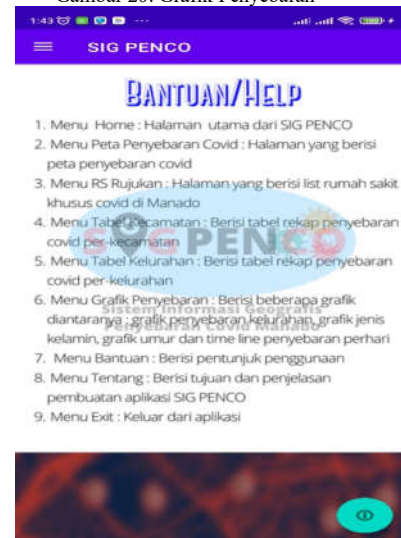 Gambar 20. Grafik Penyebaran
1:43
SIG PENCO
BANTUAN/HELP
1. Menu Home : Halaman utama dari SIG PENCO
2. Menu Peta Penyebaran Covid : Halaman yang berisi
peta penyebaran covid
3. Menu RS Rujukan : Halaman yang berisi list rumah sakit
khusus covid di Manado
4. Menu Tabel Kecamatan : Berisi tabel rekap penyebaran
covid per-kecamatan
SIG PENCO
5. Menu Tabel Kelurahan : Berisi tabel rekap penyebaran
covid per-kelurahan
6. Menu Grafik Penyebaran : Berisi beberapa grafik
Sistem Informasi Geografis
diantaranya : grafik penyebaran kelurahan, grafik jenis
Penyebaran Covid Manado
kelamin, grafik umur dan time line penyebaran perhari
7. Menu Bantuan : Berisi pentunjuk penggunaan
8. Menu Tentang : Berisi tujuan dan penjelasan
pembuatan aplikasi SIG PENCO
9. Menu Exit : Keluar dari aplikasi